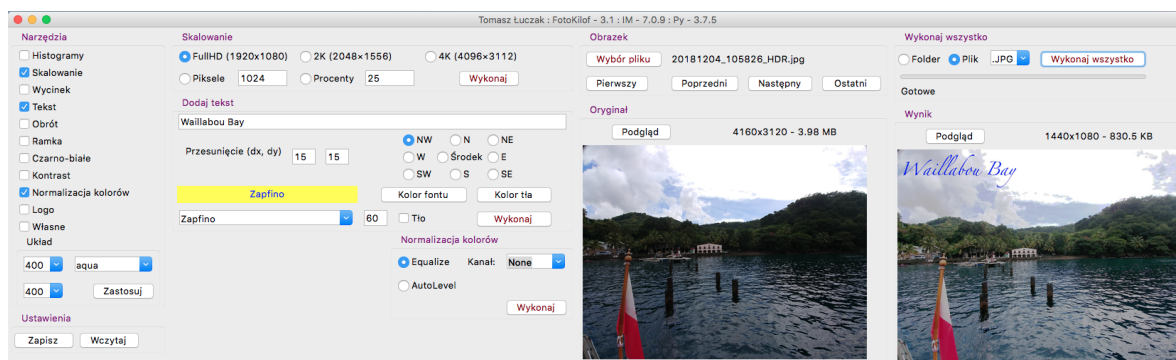 Tomasz Łuczak : FotoKilof - 3.1 : IM - 7.0.9 : Py - 3.7.5
Narzędzia
Histogramy
Skalowanie
Wycinek
Tekst
Obrót
Ramka
Czarno-białe
Kontrast
Normalizacja kolorów
Logo
Własne
Układ
400 aqua
400 Zastosuj
Ustawienia
Zapisz Wczytaj
Skalowanie
FullHD (1920x1080) 2K (2048×1556) 4K (4096×3112)
Piksele 1024 Procenty 25 Wykonaj
Dodaj tekst
Waillabou Bay
Przesunięcie (dx, dy) 15 15
NW N NE
W Środek E
SW S SE
Zapfino Kolor fontu Kolor tła
Zapfino 60 Tło Wykonaj
Normalizacja kolorów
Equalize Kanał: None
AutoLevel
Wykonaj
Obrazek
Wybór pliku 20181204_105826_HDR.jpg
Pierwszy Poprzedni Następny Ostatni
Oryginał
Podgląd 4160x3120 - 3.98 MB
Wykonaj wszystko
Folder Plik .JPG Wykonaj wszystko
Gotowe
Wynik
Podgląd 1440x1080 - 830.5 KB
Waillabou Bay